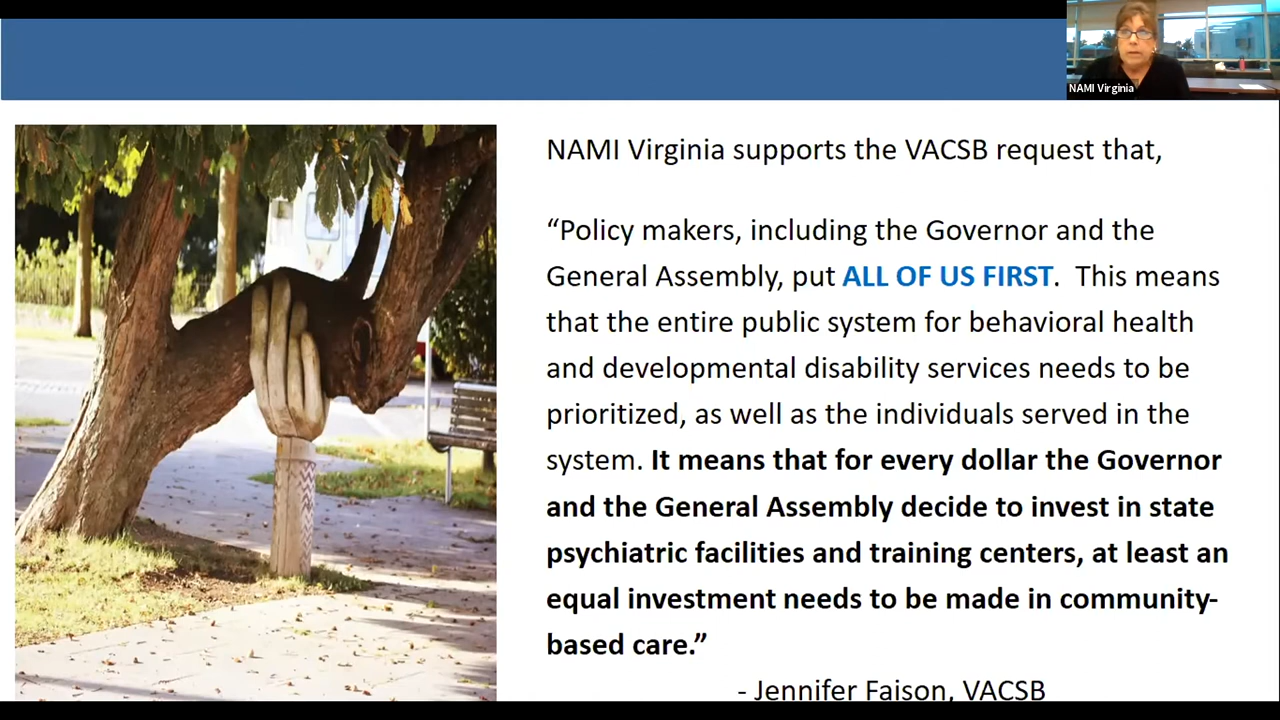 NAMI Virginia
NAMI Virginia supports the VACSB request that,
“Policy makers, including the Governor and the
General Assembly, put ALL OF US FIRST.  This means
that the entire public system for behavioral health
and developmental disability services needs to be
prioritized, as well as the individuals served in the
system. It means that for every dollar the Governor
and the General Assembly decide to invest in state
psychiatric facilities and training centers, at least an
equal investment needs to be made in community-
based care.”
- Jennifer Faison, VACSB